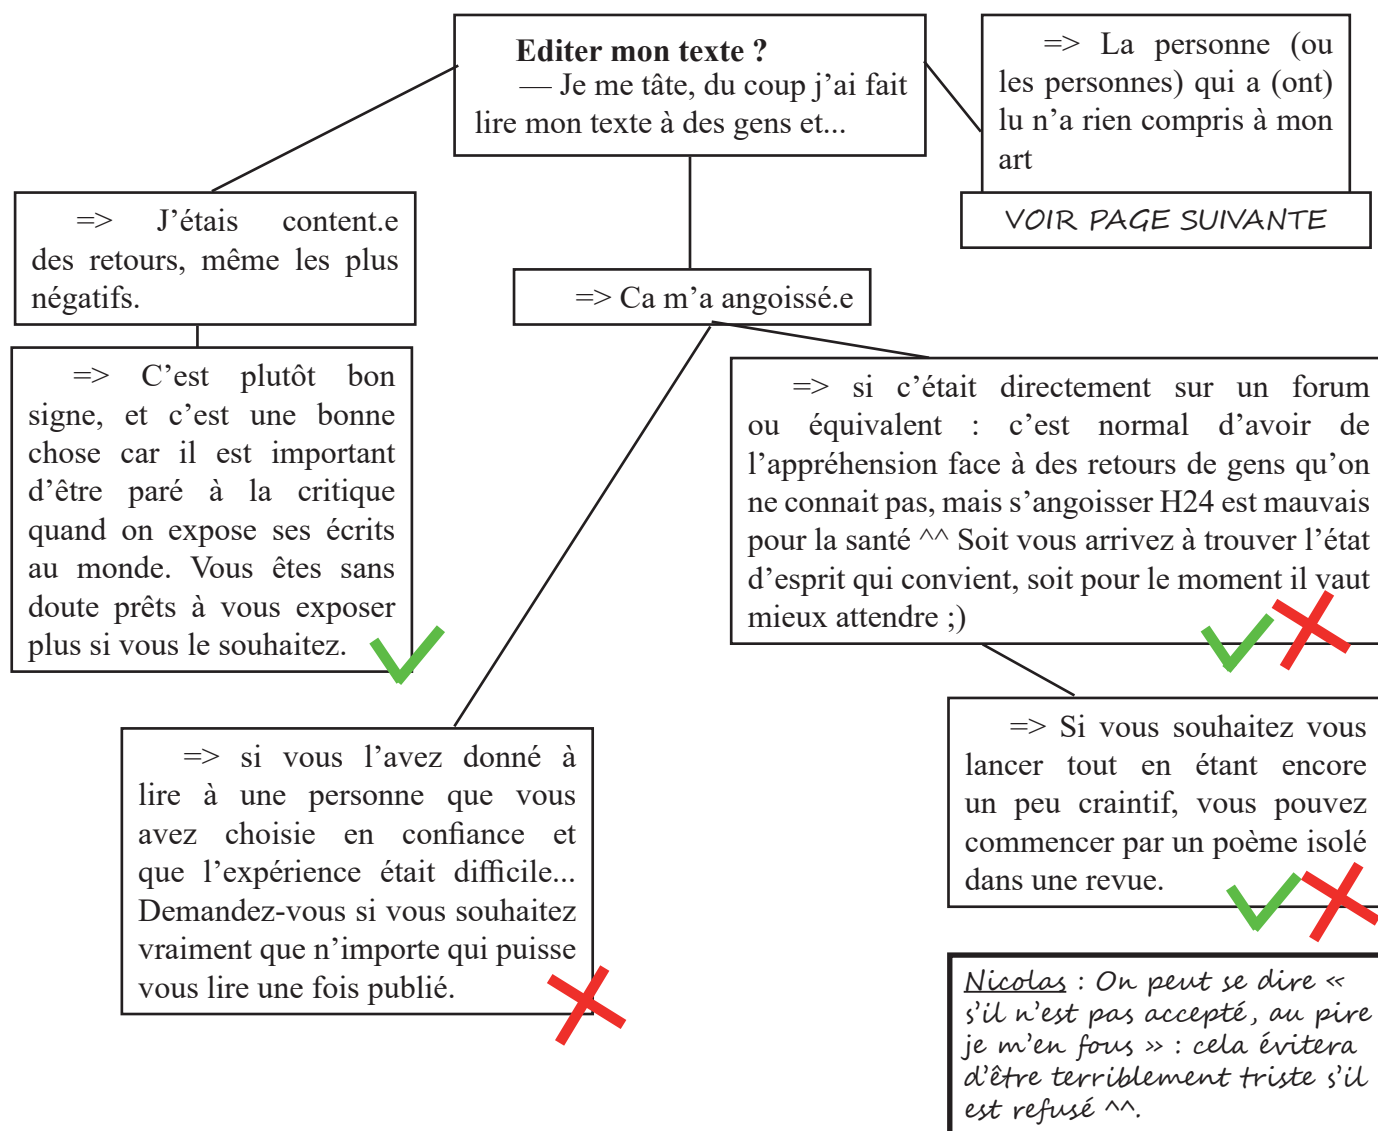 Editer mon texte ?
— Je me tâte, du coup j'ai fait
lire mon texte à des gens et...
=> La personne (ou
les personnes) qui a (ont)
lu n'a rien compris à mon
art
VOIR PAGE SUIVANTE
=> J'étais content.e
des retours, même les plus
négatifs.
=> Ca m'a angoissé.e
=> C'est plutôt bon
signe, et c'est une bonne
chose car il est important
d'être paré à la critique
quand on expose ses écrits
au monde. Vous êtes sans
doute prêts à vous exposer
plus si vous le souhaitez.
=> si c'était directement sur un forum
ou équivalent : c'est normal d'avoir de
l'appréhension face à des retours de gens qu'on
ne connait pas, mais s'angoisser H24 est mauvais
pour la santé ^^ Soit vous arrivez à trouver l'état
d'esprit qui convient, soit pour le moment il vaut
mieux attendre ;)
=> si vous l'avez donné à
lire à une personne que vous
avez choisie en confiance et
que l'expérience était difficile...
Demandez-vous si vous souhaitez
vraiment que n'importe qui puisse
vous lire une fois publié.
=> Si vous souhaitez vous
lancer tout en étant encore
un peu craintif, vous pouvez
commencer par un poème isolé
dans une revue.
Nicolas : On peut se dire «
s'il n'est pas accepté, au pire
je m'en fous » : cela évitera
d'être terriblement triste s'il
est refusé ^^.